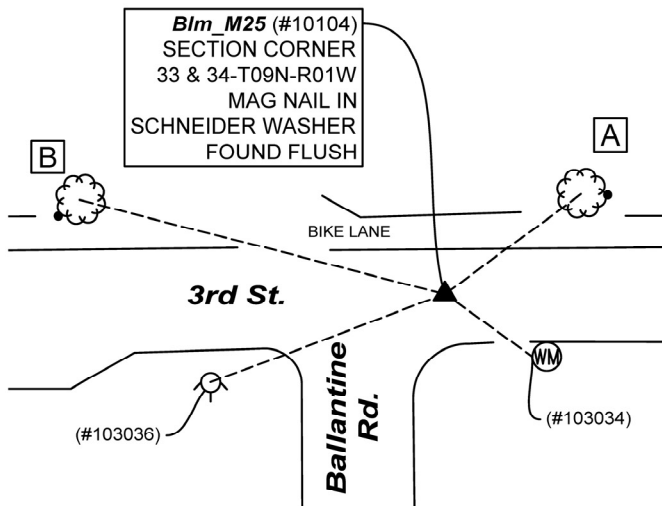 Blm_M25 (#10104)
SECTION CORNER
33 & 34-T09N-R01W
MAG NAIL IN
SCHNEIDER WASHER
FOUND FLUSH
A
B
BIKE LANE
3rd St.
Ballantine
Rd.
WM
(#103036)
(#103034)